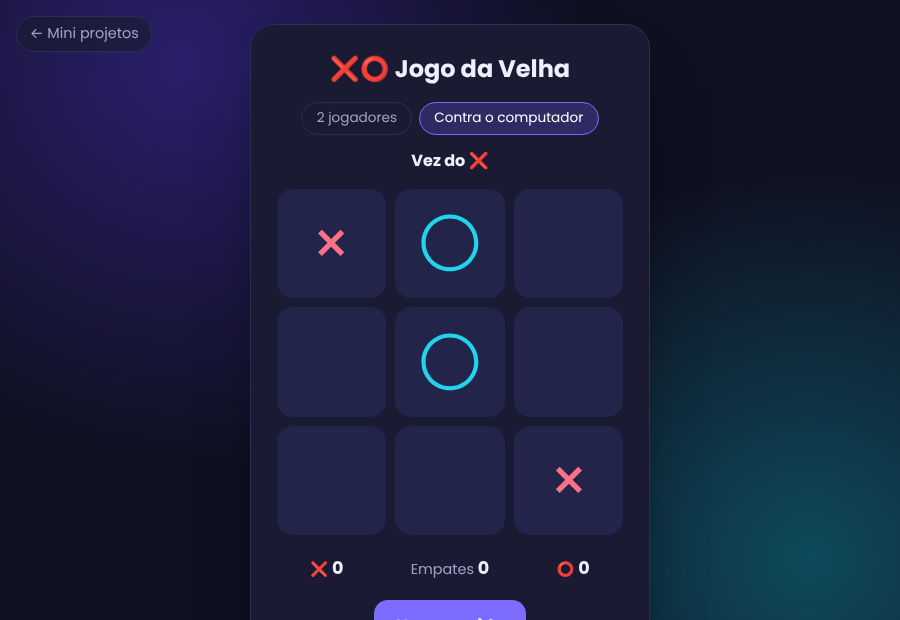 ← Mini projetos
❌⭕ Jogo da Velha
2 jogadores Contra o computador
Vez do ❌
✕ ◯
◯
✕
❌ 0 Empates 0 ⭕ 0